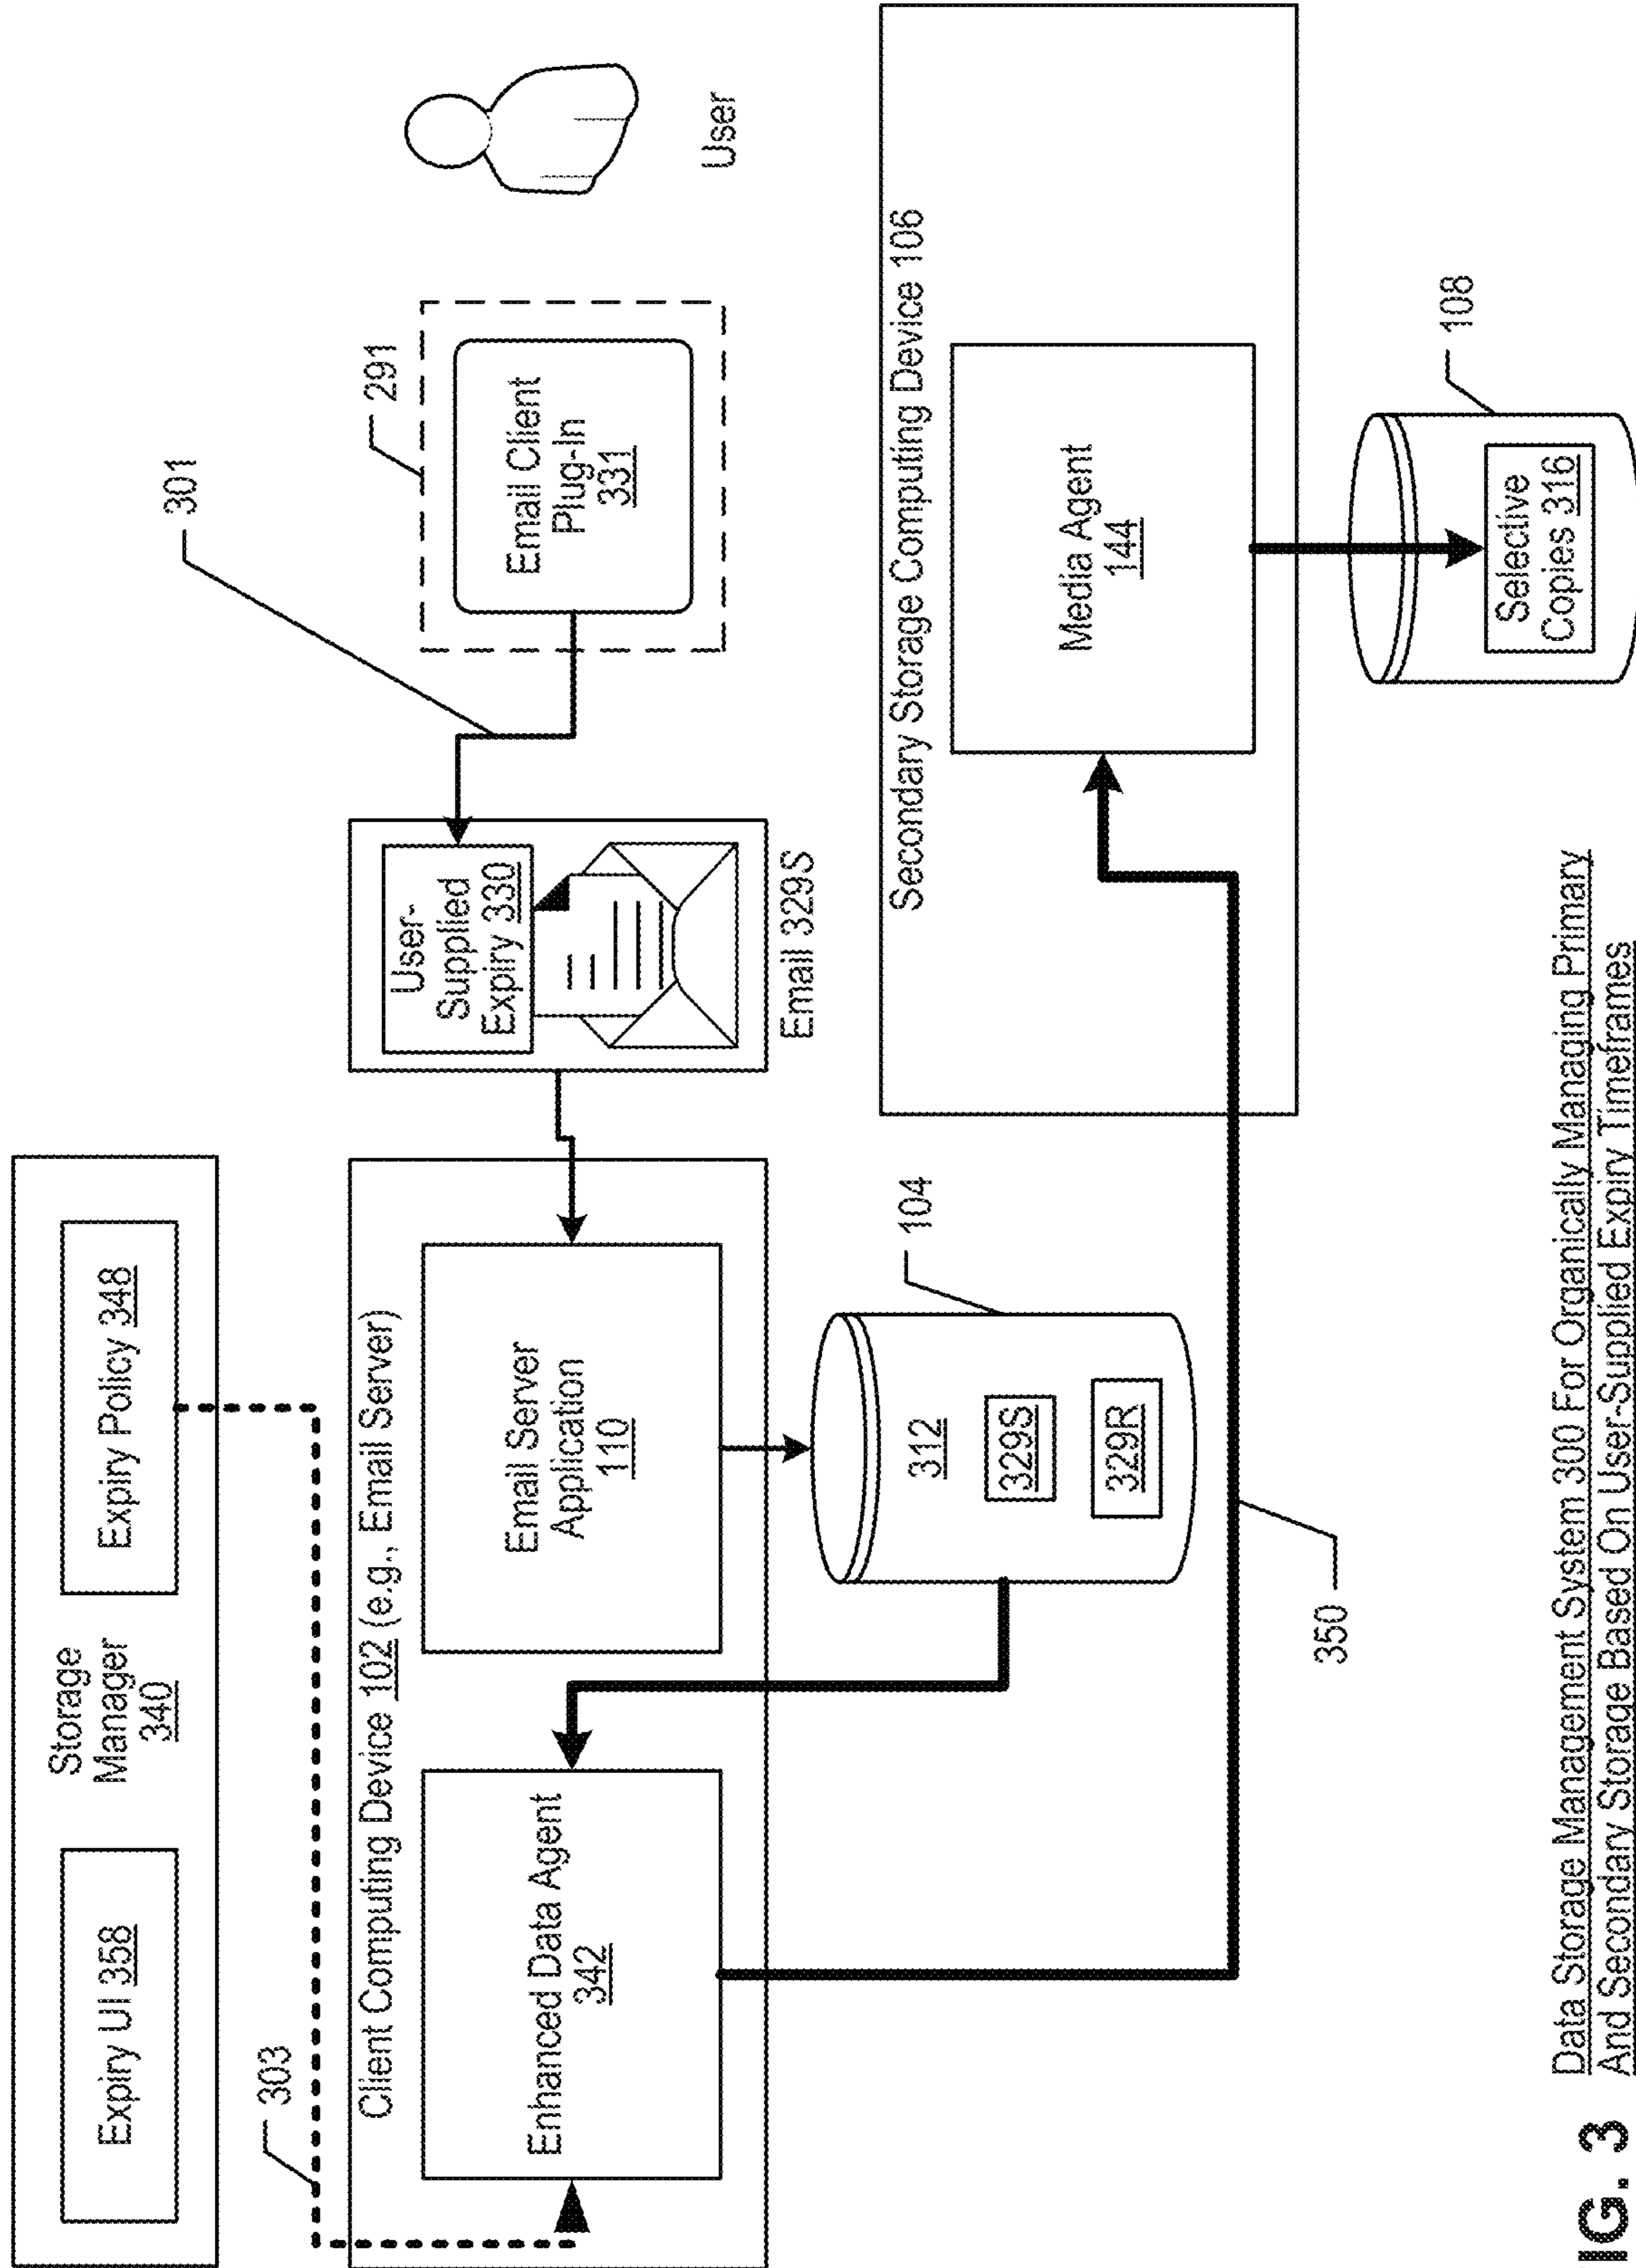 Expiry UI 358
Storage
Manager
340
Expiry Policy 348
303
301
291
Client Computing Device 102 (e.g., Email Server)
Enhanced Data Agent
342
Email Server
Application
110
User-
Supplied
Expiry 330
Email 329S
Email Client
Plug-In
331
User
104
312
329S
329R
350
Secondary Storage Computing Device 106
Media Agent
144
108
Selective
Copies 316
IG. 3
Data Storage Management System 300 For Organically Managing Primary
And Secondary Storage Based On User-Supplied Expiry Timeframes